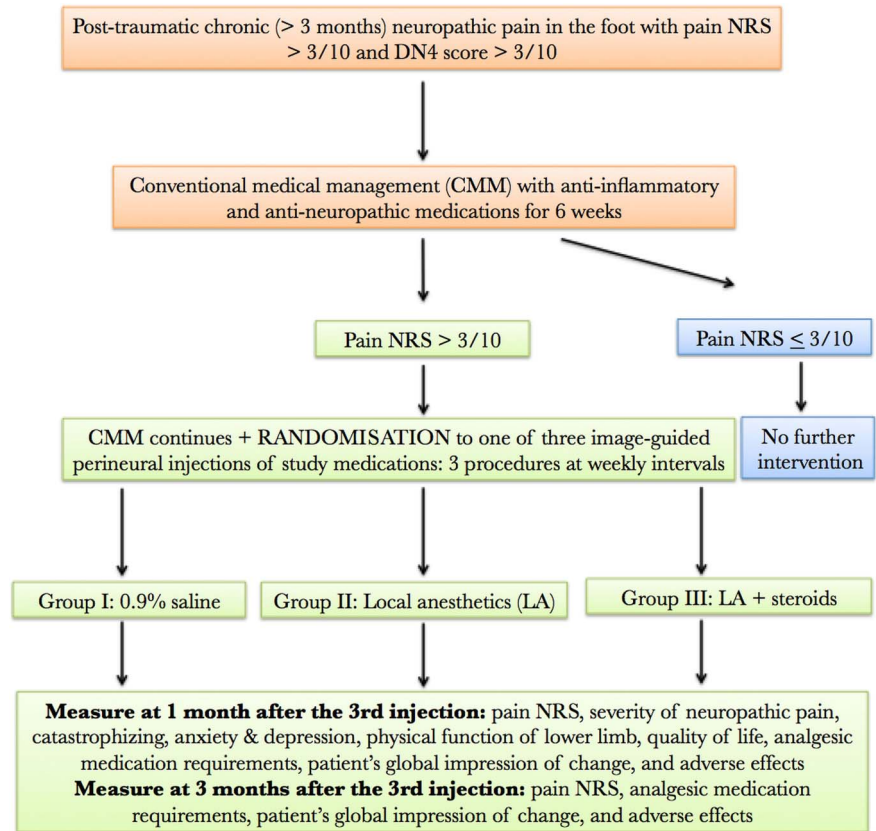 Post-traumatic chronic (> 3 months) neuropathic pain in the foot with pain NRS
> 3/10 and DN4 score > 3/10
Conventional medical management (CMM) with anti-inflammatory
and anti-neuropathic medications for 6 weeks
Pain NRS > 3/10
Pain NRS ≤ 3/10
CMM continues + RANDOMISATION to one of three image-guided
perineural injections of study medications: 3 procedures at weekly intervals
No further
intervention
Group I: 0.9% saline
Group II: Local anesthetics (LA)
Group III: LA + steroids
Measure at 1 month after the 3rd injection: pain NRS, severity of neuropathic pain,
catastrophizing, anxiety & depression, physical function of lower limb, quality of life, analgesic
medication requirements, patient's global impression of change, and adverse effects
Measure at 3 months after the 3rd injection: pain NRS, analgesic medication
requirements, patient's global impression of change, and adverse effects